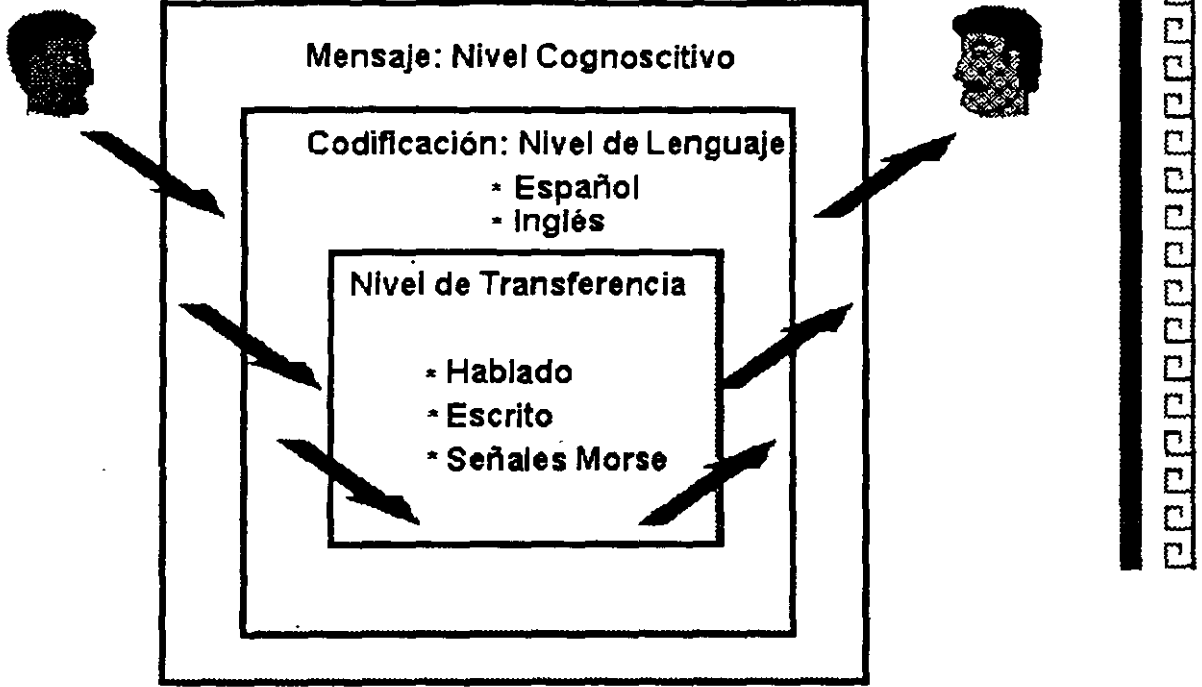 Mensaje: Nivel Cognoscitivo
Codificación: Nivel de Lenguaje
* Español
* Inglés
Nivel de Transferencia
* Hablado
* Escrito
* Señales Morse